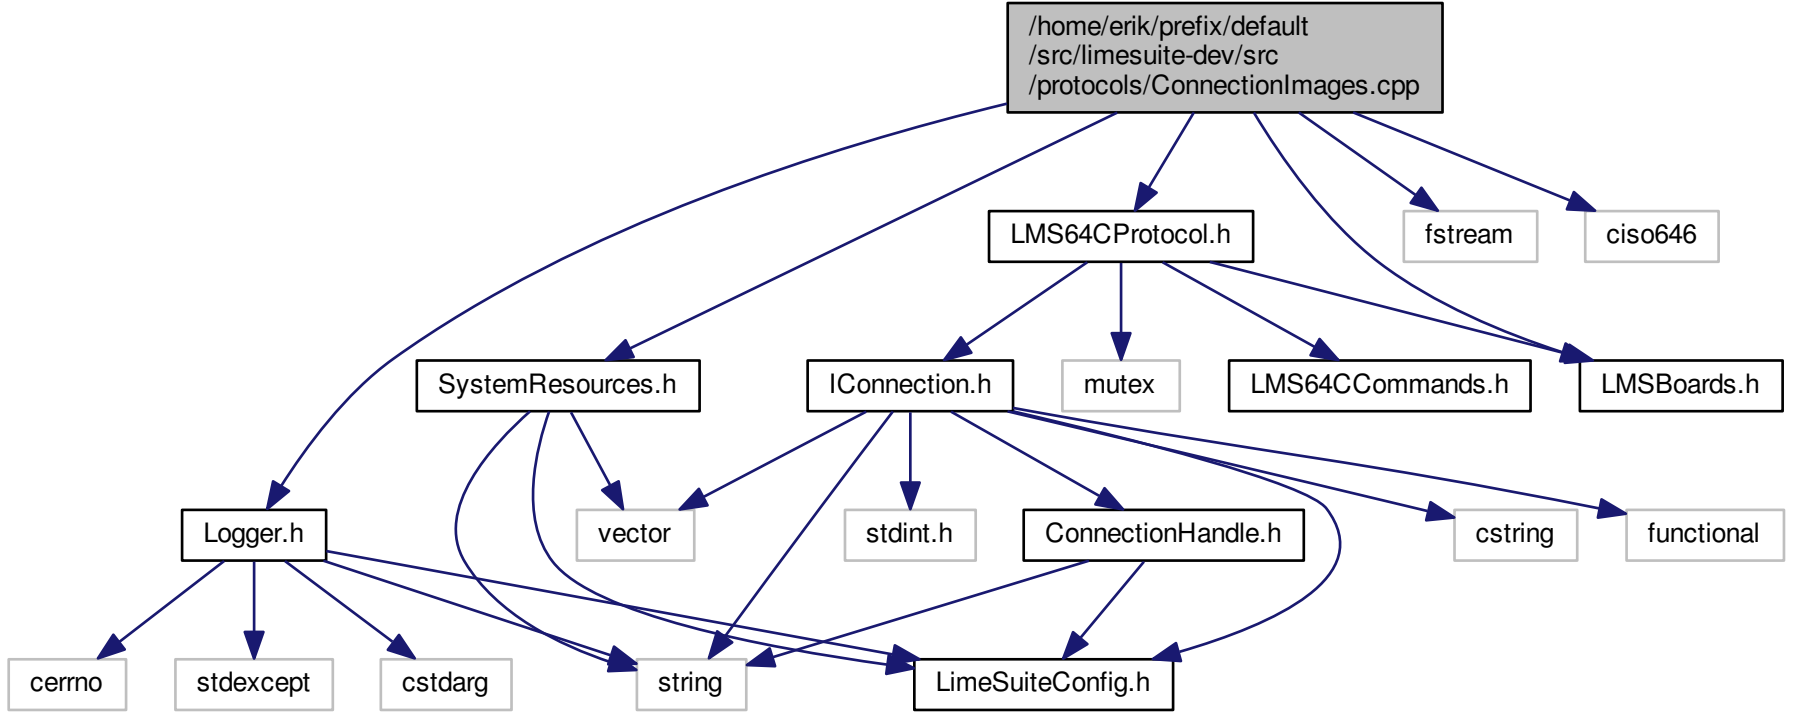 /home/erik/prefix/default
/src/limesuite-dev/src
/protocols/ConnectionImages.cpp
LMS64CProtocol.h
fstream
ciso646
SystemResources.h
IConnection.h
mutex
LMS64CCommands.h
LMSBoards.h
Logger.h
vector
stdint.h
ConnectionHandle.h
cstring
functional
cerrno
stdexcept
cstdarg
string
LimeSuiteConfig.h